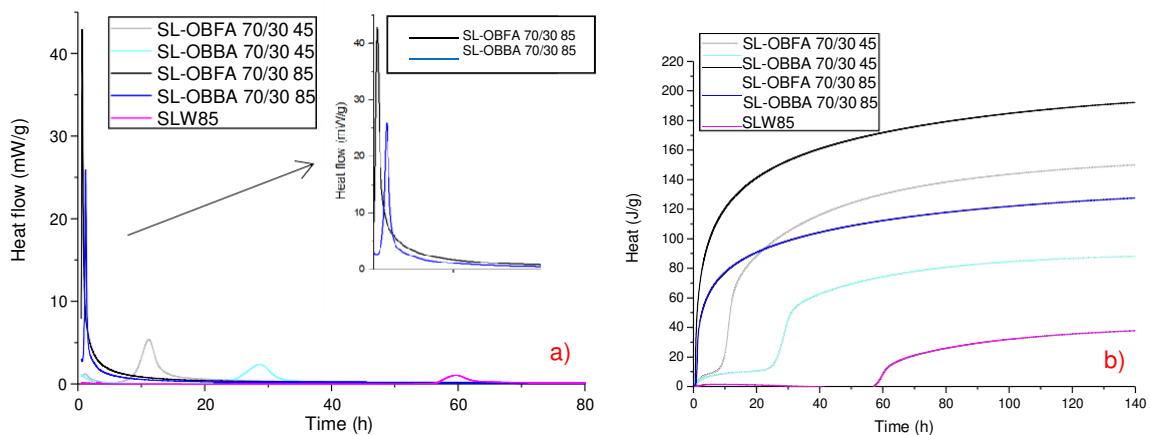 45
40
30
20
10
0
Heat flow (mW/g)
SL-OBFA 70/30 45
SL-OBBA 70/30 45
SL-OBFA 70/30 85
SL-OBBA 70/30 85
SLW85
0
20
40
60
80
Time (h)
a)
SL-OBFA 70/30 85
SL-OBBA 70/30 85
40
35
30
20
10
0
Heat flow (mW/g)
SL-OBFA 70/30 45
SL-OBBA 70/30 45
SL-OBFA 70/30 85
SL-OBBA 70/30 85
SLW85
220
200
180
160
140
120
100
80
60
40
20
0
Heat (J/g)
0
20
40
60
80
100
120
140
Time (h)
b)